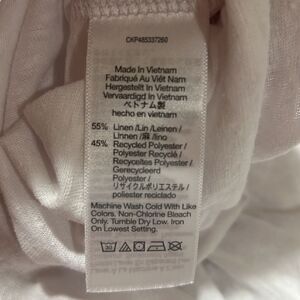 CKP485337260
Made In Vietnam
Fabriqué Au Viêt Nam
Hergestellt In Vietnam
Vervaardigd In Vietnam
ベトナム製
hecho en vietnam
55% Linen /Lin /Leinen/
Linnen /麻 /lino
45% Recycled Polyester/
Polyester Recyclé /
Recyceltes Polyester/
Gerecycleerd
Polyester /
リサイクルポリエステル /
poliester reciclado
Machine Wash Cold With Like
Colors. Non-Chlorine Bleach
Only. Tumble Dry Low. Iron
On Lowest Setting.